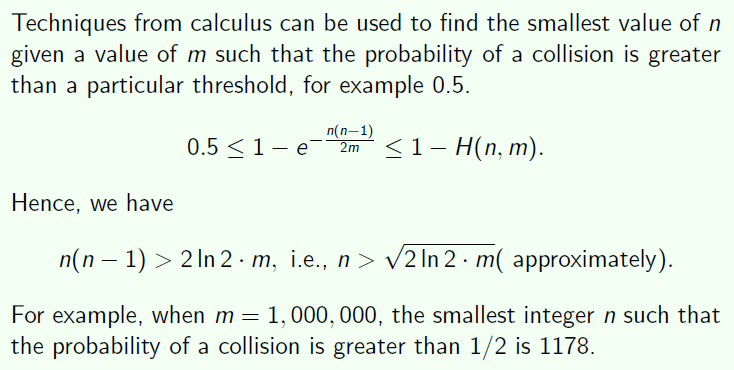 Techniques from calculus can be used to find the smallest value of n
given a value of m such that the probability of a collision is greater
than a particular threshold, for example 0.5.
0.5 ≤ 1 − e^{−\frac{n(n−1)}{2m}} ≤ 1 − H(n, m).
Hence, we have
n(n − 1) > 2 ln 2 · m, i.e., n > √(2 ln 2 · m)( approximately).
For example, when m = 1, 000, 000, the smallest integer n such that
the probability of a collision is greater than 1/2 is 1178.